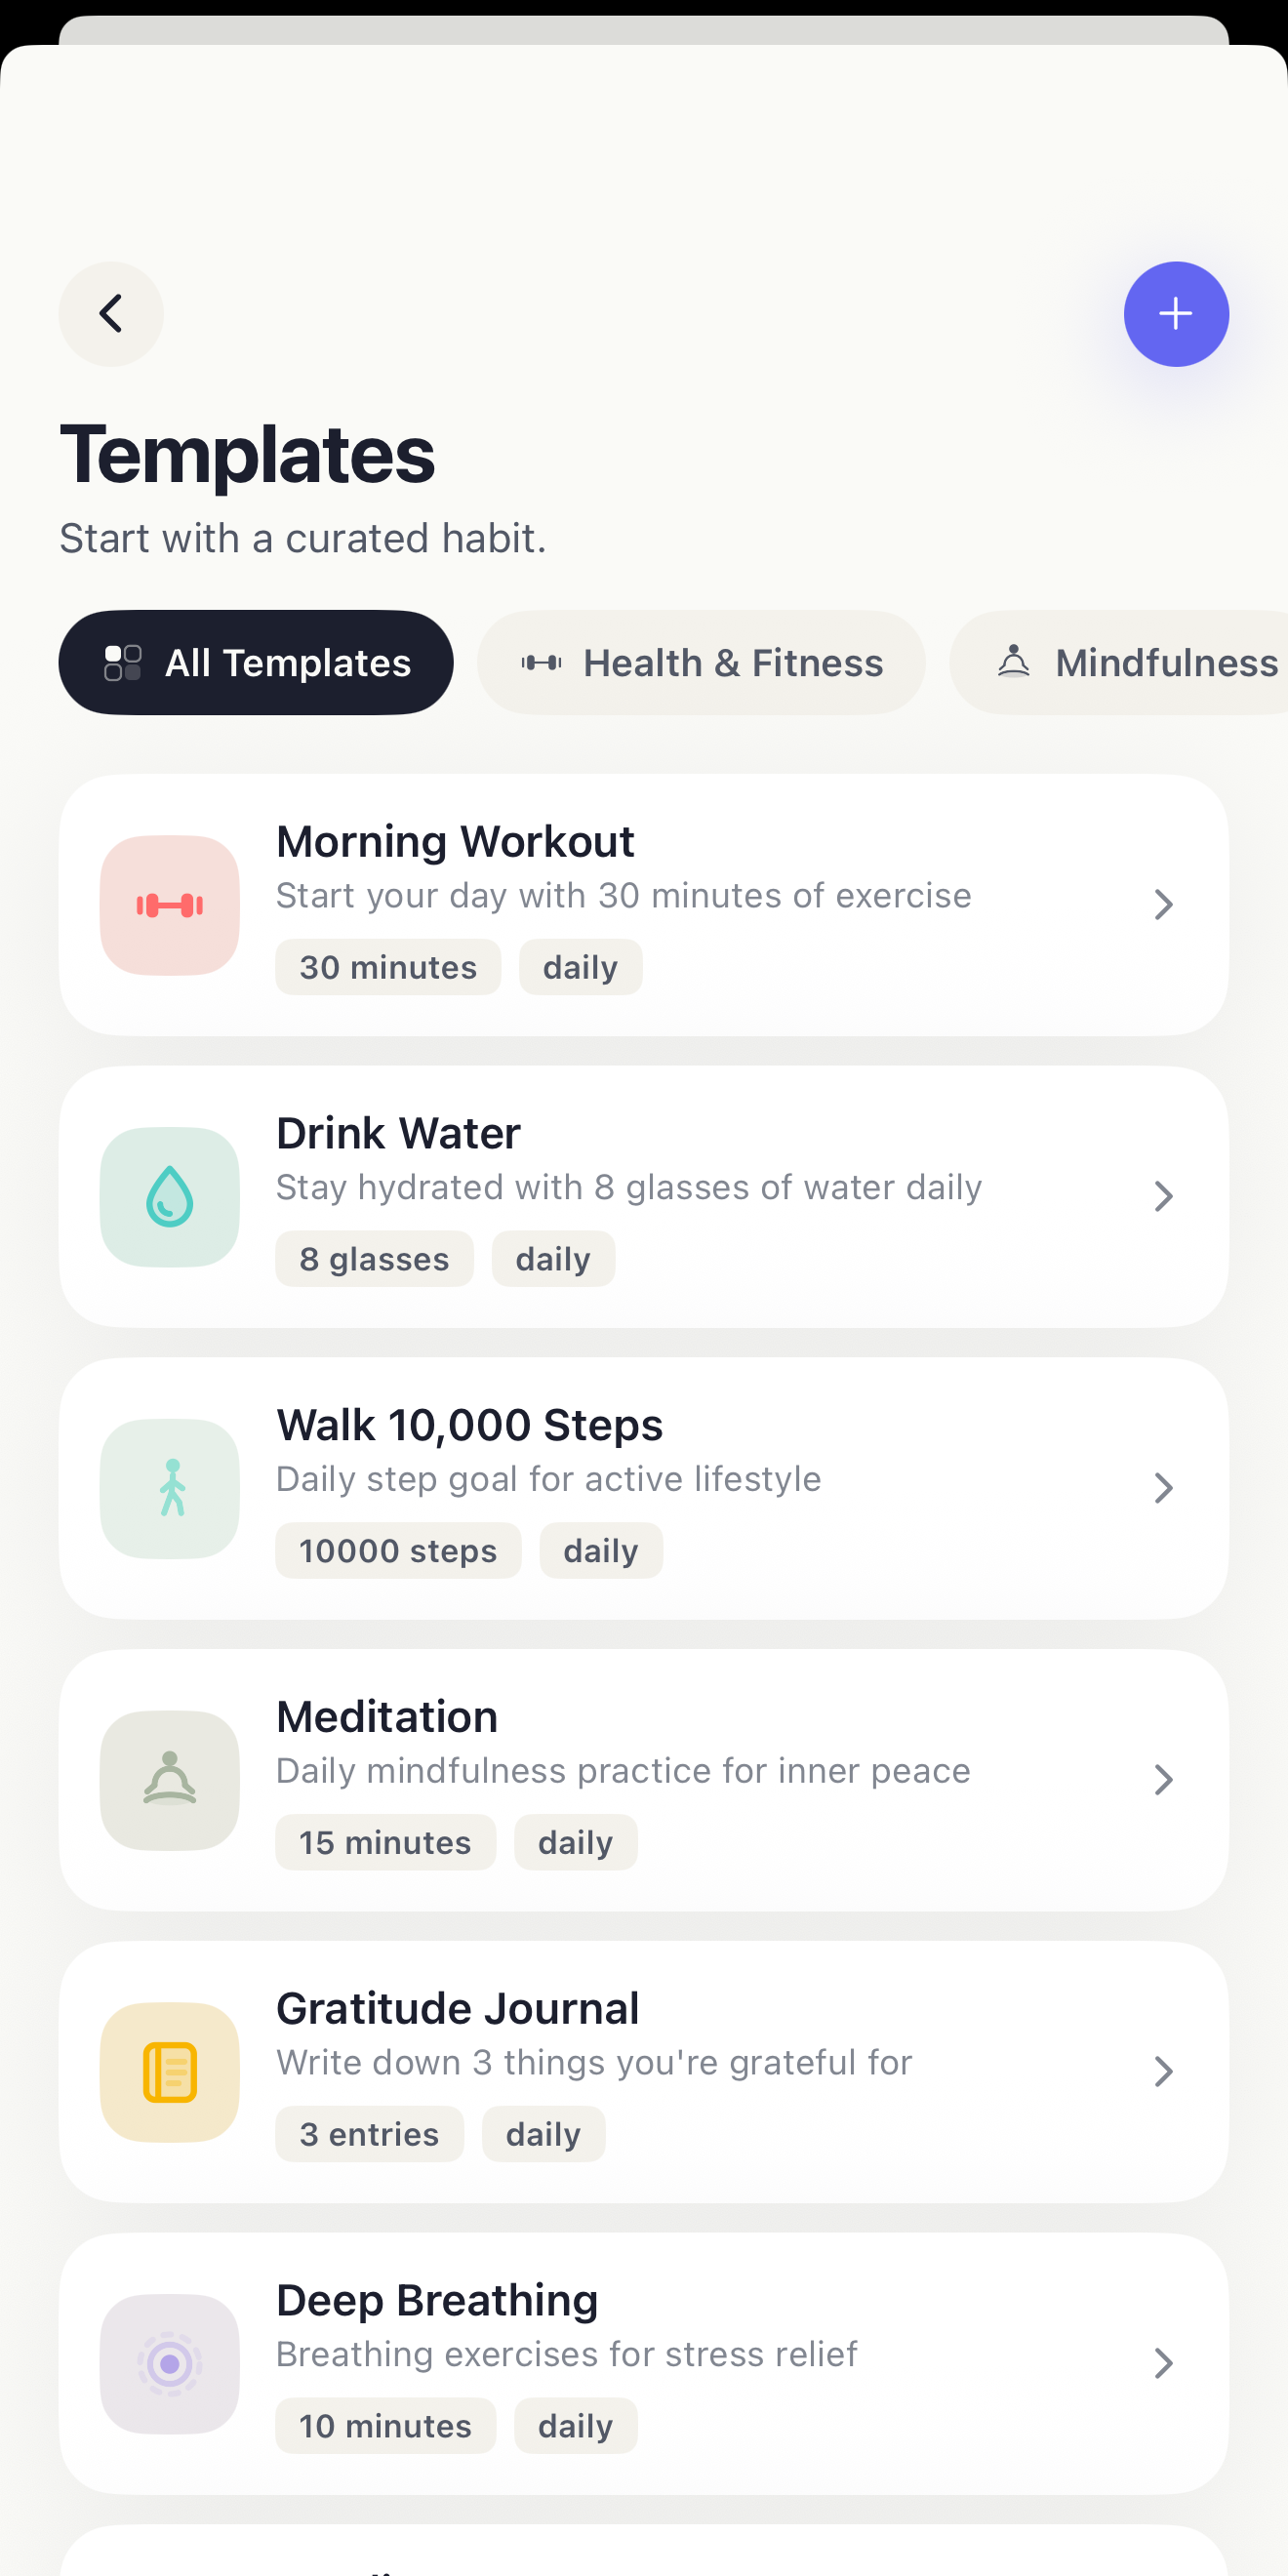 Templates
Start with a curated habit.
All Templates
Health & Fitness
Mindfulness
Morning Workout
Start your day with 30 minutes of exercise
30 minutes
daily
Drink Water
Stay hydrated with 8 glasses of water daily
8 glasses
daily
Walk 10,000 Steps
Daily step goal for active lifestyle
10000 steps
daily
Meditation
Daily mindfulness practice for inner peace
15 minutes
daily
Gratitude Journal
Write down 3 things you're grateful for
3 entries
daily
Deep Breathing
Breathing exercises for stress relief
10 minutes
daily